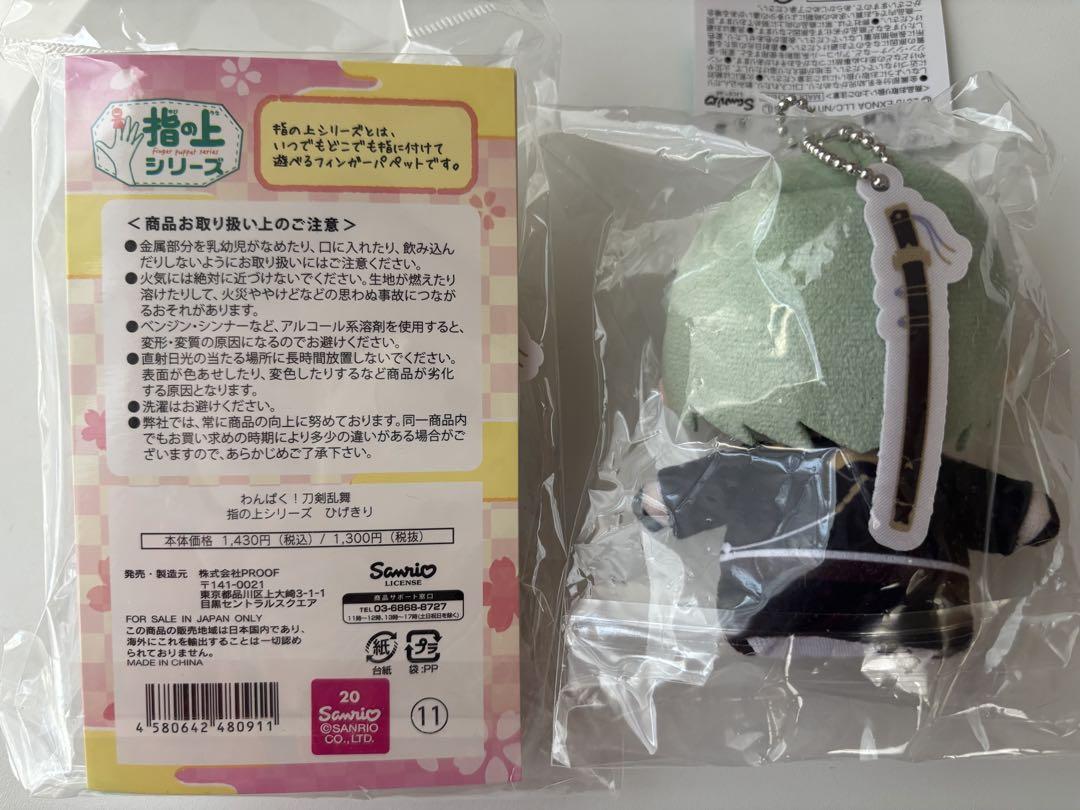 指の上
finger puppet series
シリーズ
指の上シリーズとは、
いつでもどこでも指に付けて
遊べるフィンガーパペットです。
<商品お取り扱い上のご注意>
●金属部分を乳幼児がなめたり、口に入れたり、飲み込ん
だりしないようにお取り扱いにはご注意ください。
●火気には絶対に近づけないでください。生地が燃えたり
溶けたりして、火災ややけどなどの思わぬ事故につなが
るおそれがあります。
●ベンジン・シンナーなど、アルコール系溶剤を使用すると、
変形・変質の原因になるのでお避けください。
●直射日光の当たる場所に長時間放置しないでください。
表面が色あせしたり、変色したりするなど商品が劣化
する原因となります。
●洗濯はお避けください。
●弊社では、常に商品の向上に努めております。同一商品内
でもお買い求めの時期により多少の違いがある場合がご
ざいますので、あらかじめご了承下さい。
わんぱく!刀剣乱舞
指の上シリーズ ひげきり
本体価格 1,430円(税込)/ 1,300円(税抜)
発売・製造元 株式会社PROOF
〒141-0021
東京都品川区上大崎3-1-1
目黒セントラルスクエア
Sanrio
LICENSE
商品サポート窓口
TEL 03-6868-8727
11時〜12時、13時〜17時(土日祝日を除く)
FOR SALE IN JAPAN ONLY
この商品の販売地域は日本国内であり、
海外にこれを輸出することは一切認め
られておりません。
MADE IN CHINA
紙
台紙
プラ
袋:PP
4 580642 480911
20
Sanrio
©SANRIO
CO.,LTD.
11
Sanrio